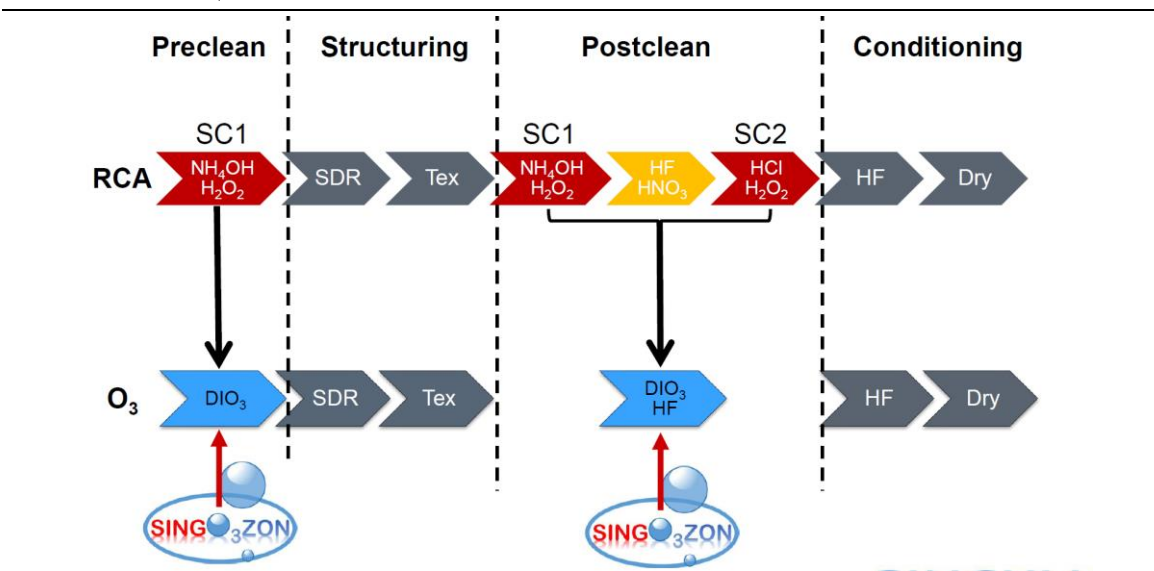 Preclean Structuring Postclean Conditioning
SC1 SC1 SC2
RCA NH₄OH SDR Tex NH₄OH HF HCl HF Dry
H₂O₂ H₂O₂ HNO₃ H₂O₂
O₃ DIO₃ SDR Tex DIO₃ HF Dry
HF
SINGO₃ZON SINGO₃ZON